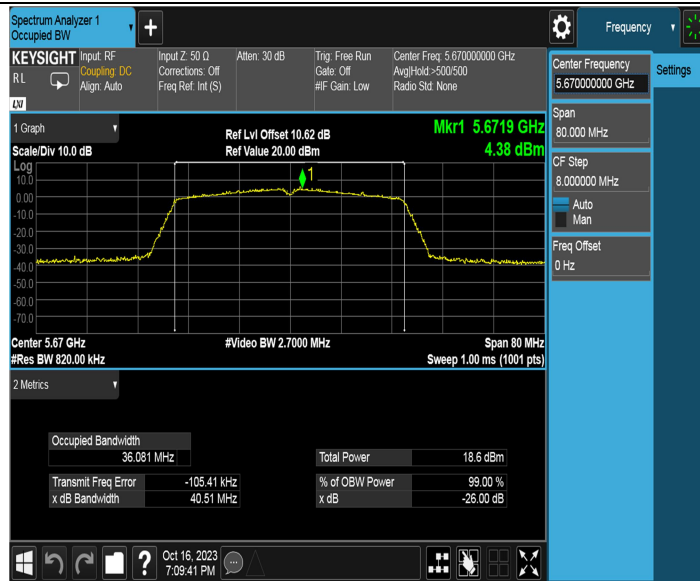 Spectrum Analyzer 1
Occupied BW
+
Frequency
KEYSIGHT
Input: RF
Coupling: DC
Align: Auto
R L
LXI
Input Z: 50 Ω
Corrections: Off
Freq Ref: Int (S)
Atten: 30 dB
Trig: Free Run
Gate: Off
#IF Gain: Low
Center Freq: 5.670000000 GHz
Avg|Hold:>500/500
Radio Std: None
Center Frequency
5.670000000 GHz
Settings
Span
80.000 MHz
CF Step
8.000000 MHz
Auto
Man
Freq Offset
0 Hz
1 Graph
Scale/Div 10.0 dB
Ref Lvl Offset 10.62 dB
Ref Value 20.00 dBm
Mkr1 5.6719 GHz
4.38 dBm
Log
10.0
0.00
-10.0
-20.0
-30.0
-40.0
-50.0
-60.0
-70.0
1
Center 5.67 GHz
#Res BW 820.00 kHz
#Video BW 2.7000 MHz
Span 80 MHz
Sweep 1.00 ms (1001 pts)
2 Metrics
Occupied Bandwidth
36.081 MHz
Transmit Freq Error -105.41 kHz
x dB Bandwidth 40.51 MHz
Total Power 18.6 dBm
% of OBW Power 99.00 %
x dB -26.00 dB
?
Oct 16, 2023
7:09:41 PM